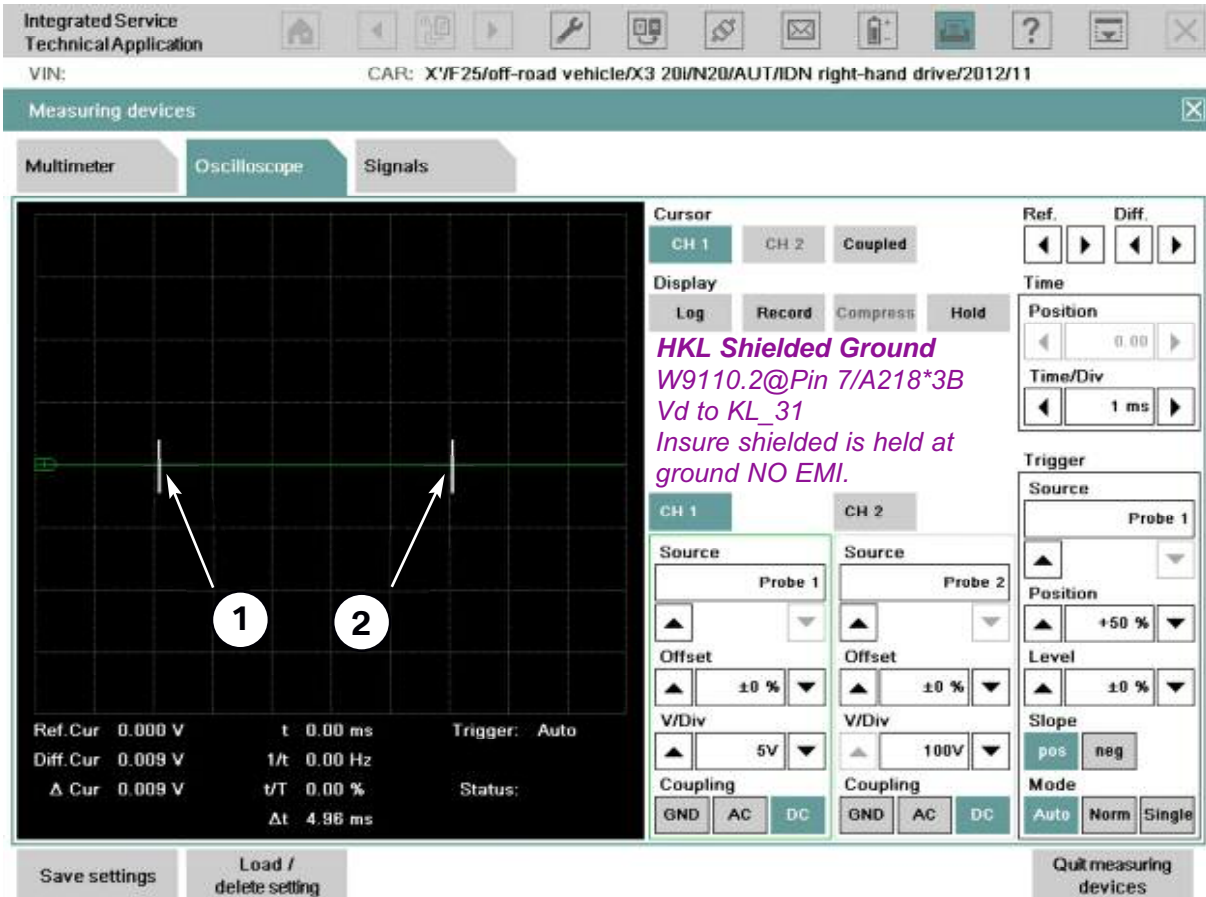 Integrated Service
Technical Application
?
VIN:
CAR: X'/F25/off-road vehicle/X3 20i/N20/AUT/IDN right-hand drive/2012/11
Measuring devices
Multimeter
Oscilloscope
Signals
Cursor
CH 1
CH 2
Coupled
Ref.
Diff.
Display
Log
Record
Compress
Hold
Time
Position
0.00
Time/Div
1 ms
HKL Shielded Ground
W9110.2@Pin 7/A218*3B
Vd to KL_31
Insure shielded is held at
ground NO EMI.
1
1
2
CH 1
Source
Probe 1
Offset
±0 %
V/Div
5V
Coupling
GND
AC
DC
CH 2
Source
Probe 2
Offset
±0 %
V/Div
100V
Coupling
GND
AC
DC
Trigger
Source
Probe 1
Position
+50 %
Level
±0 %
Slope
pos
neg
Mode
Auto
Norm
Single
Ref.Cur 0.000 V t 0.00 ms Trigger: Auto
Diff.Cur 0.009 V 1/t 0.00 Hz
Δ Cur 0.009 V t/T 0.00 % Status:
Δt 4.96 ms
Save settings
Load /
delete setting
Quit measuring
devices